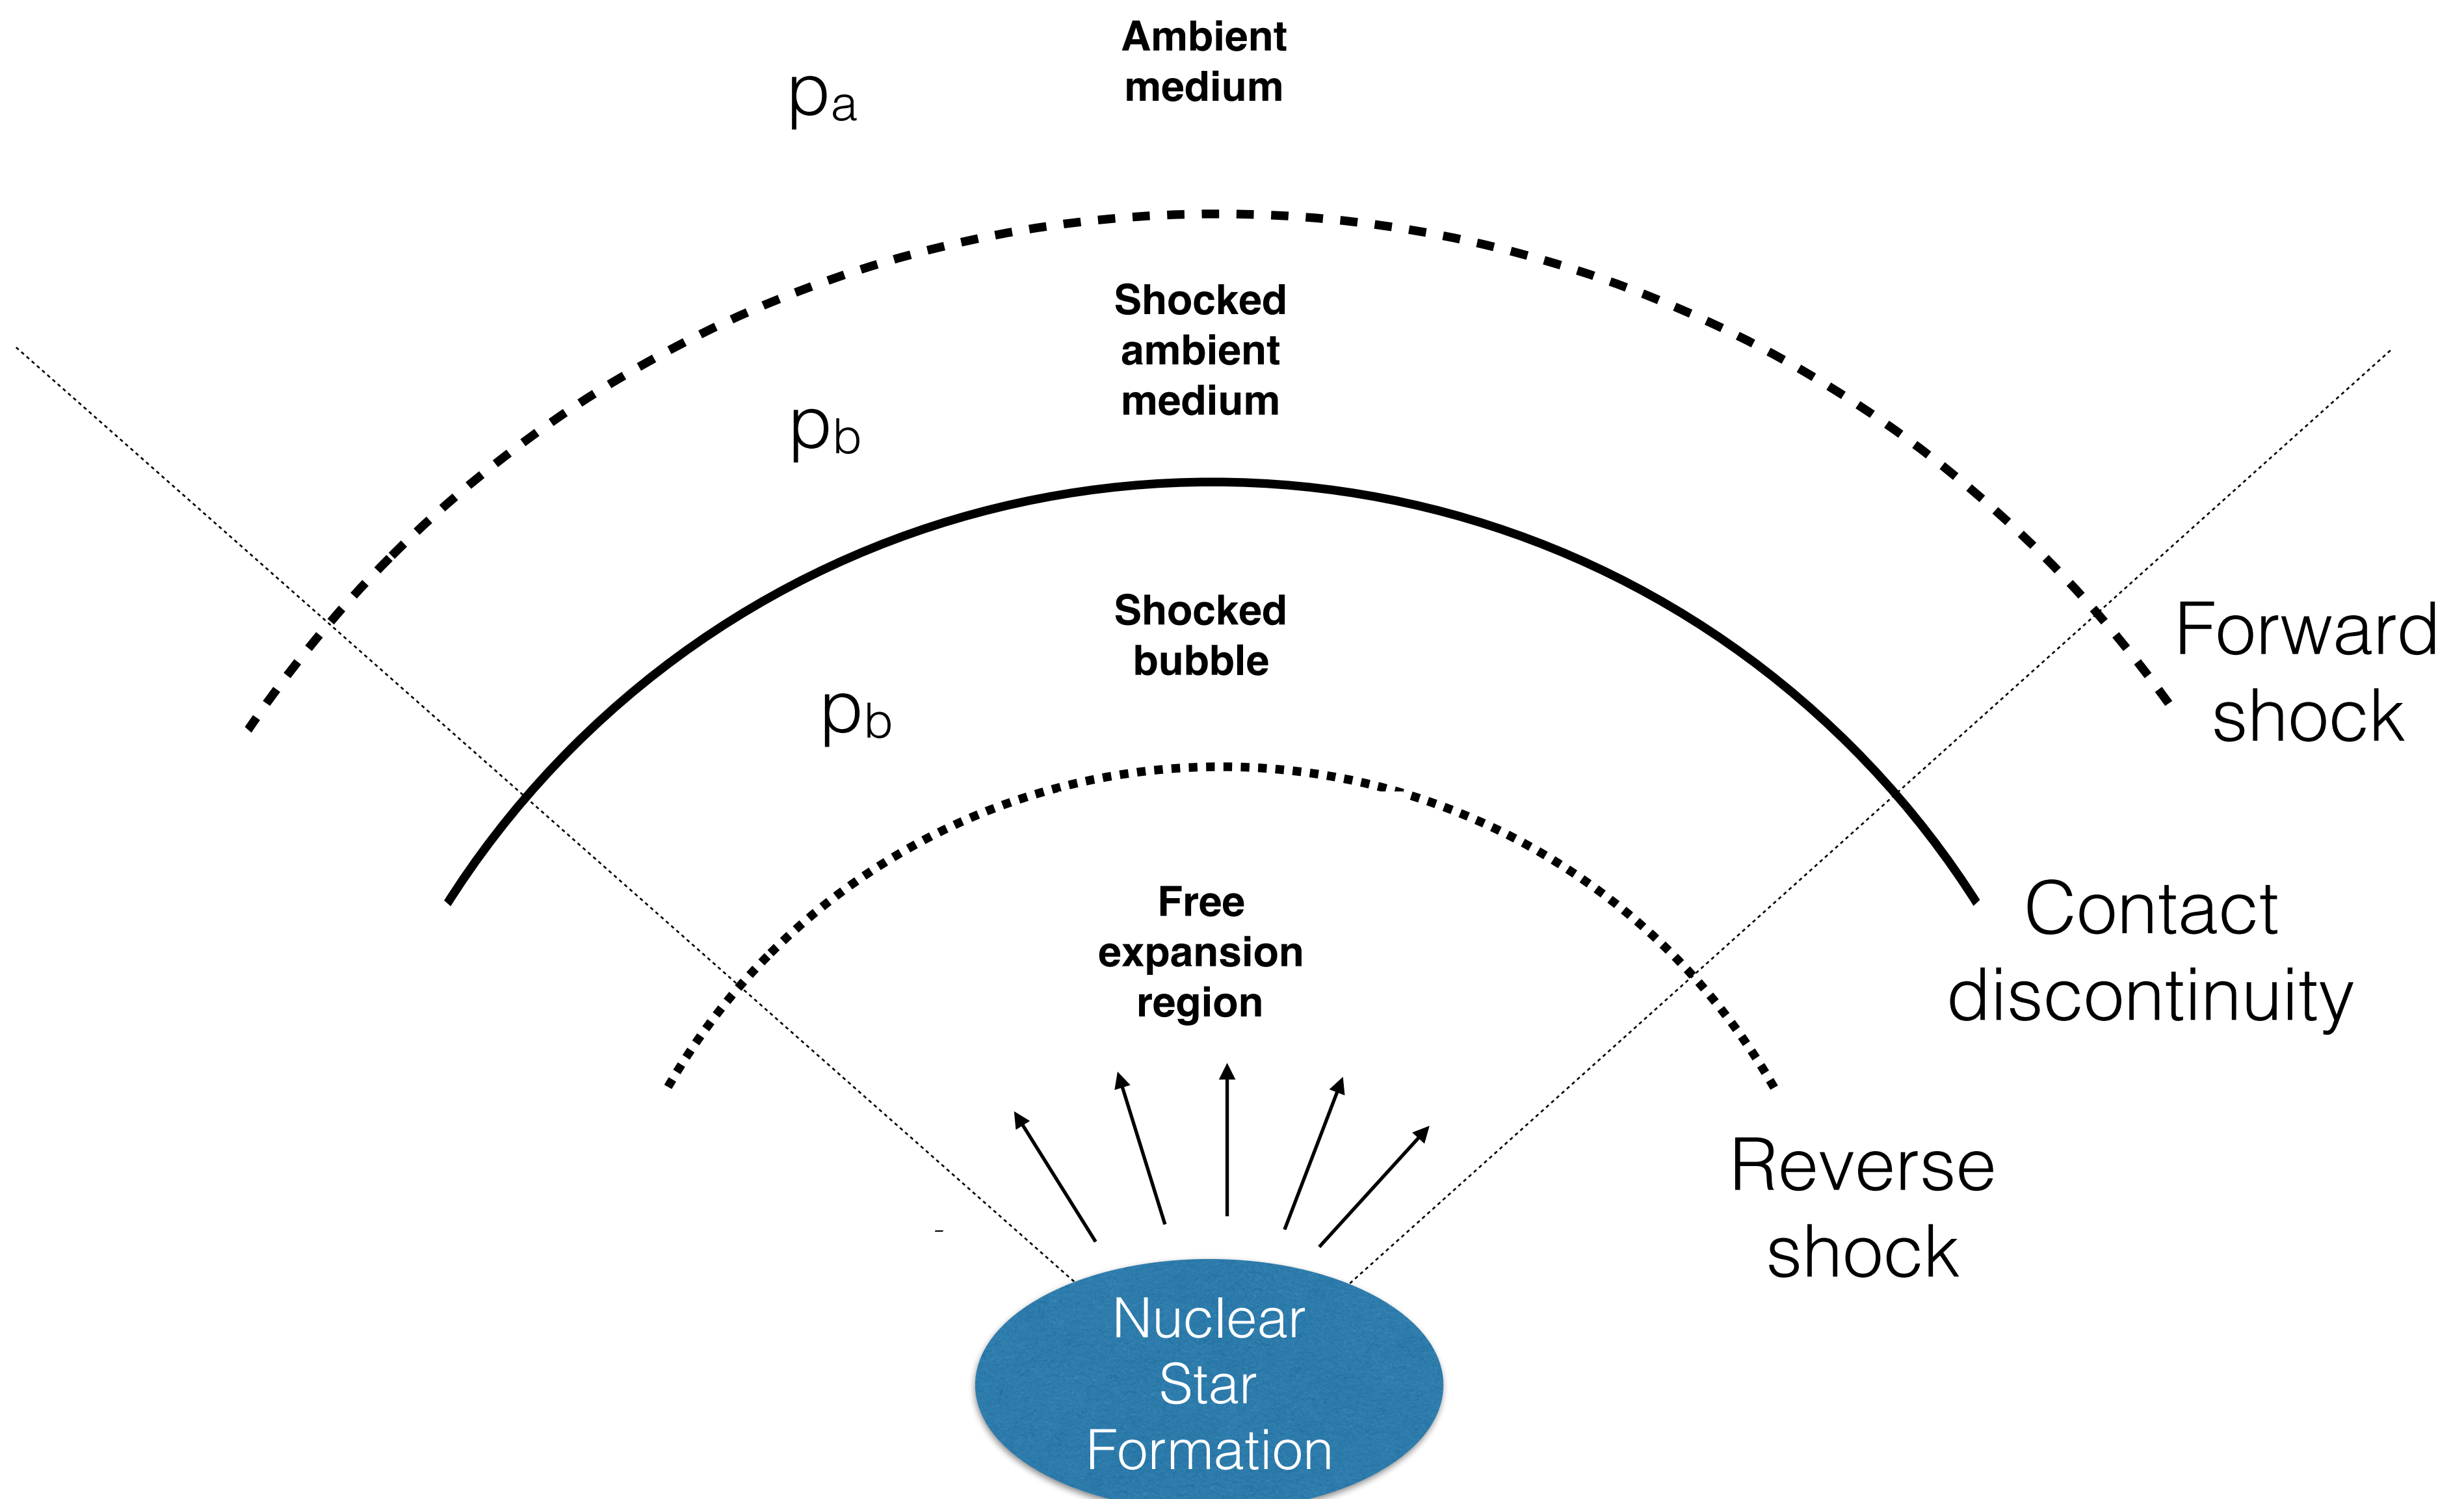 Ambient
medium
pa
Shocked
ambient
medium
pb
Shocked
bubble
Forward
shock
pb
Free
expansion
region
Contact
discontinuity
Reverse
shock
-
Nuclear
Star
Formation